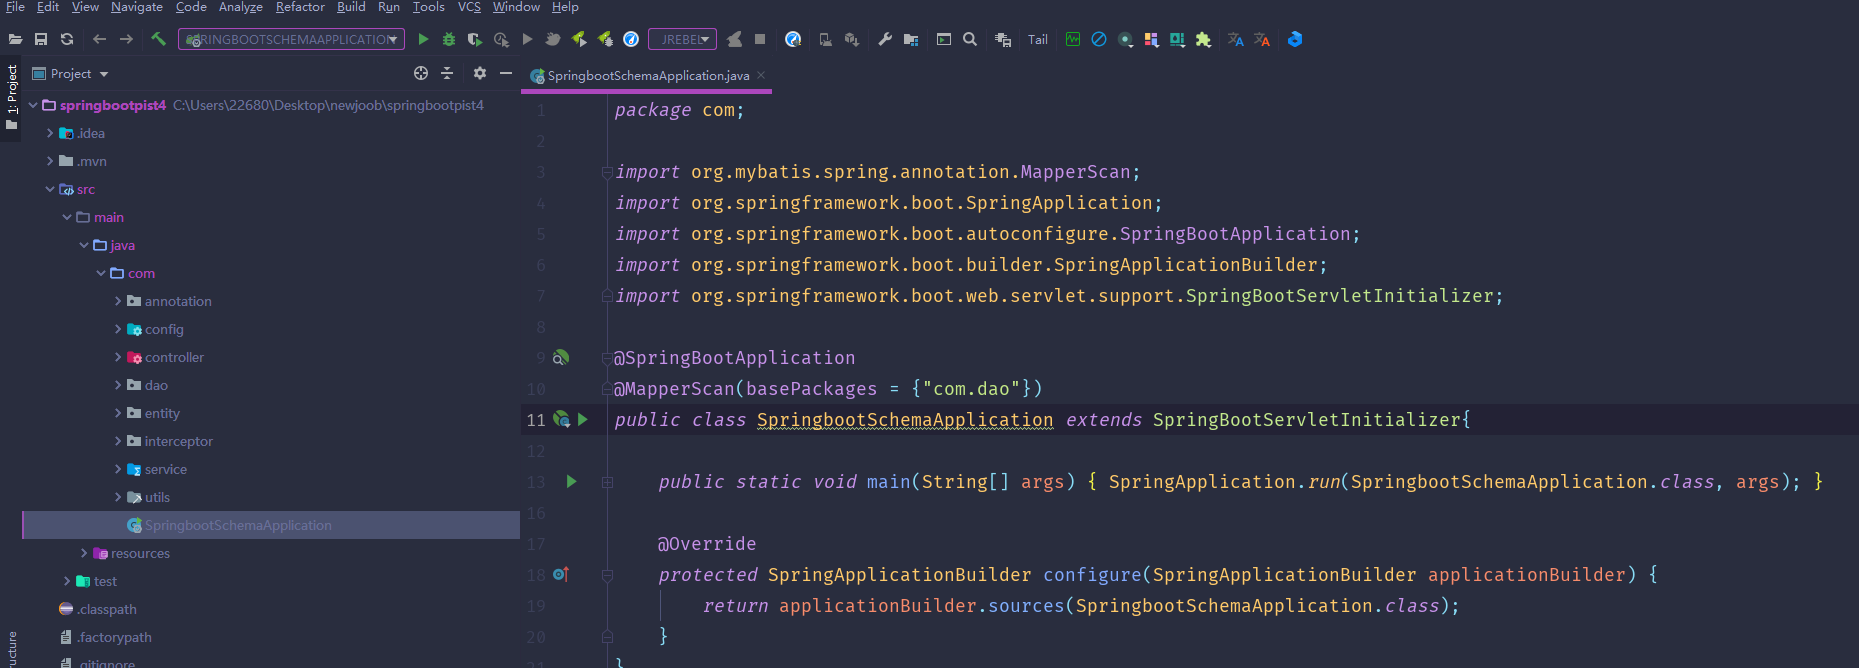 File Edit View Navigate Code Analyze Refactor Build Run Tools VCS Window Help
RINGBOOTSCHEMAAPPLICATION JREBEL Tail
1: Project
Project
SpringbootSchemaApplication.java
springbootpist4 C:\Users\22680\Desktop\newjoob\springbootpist4
.idea
.mvn
src
main
java
com
annotation
config
controller
dao
entity
interceptor
service
utils
SpringbootSchemaApplication
resources
test
.classpath
.factorypath
.gitignore
ucture
1 package com;
2
3 import org.mybatis.spring.annotation.MapperScan;
4 import org.springframework.boot.SpringApplication;
5 import org.springframework.boot.autoconfigure.SpringBootApplication;
6 import org.springframework.boot.builder.SpringApplicationBuilder;
7 import org.springframework.boot.web.servlet.support.SpringBootServletInitializer;
8
9 @SpringBootApplication
10 @MapperScan(basePackages = {"com.dao"})
11 public class SpringbootSchemaApplication extends SpringBootServletInitializer{
12
13 public static void main(String[] args) { SpringApplication.run(SpringbootSchemaApplication.class, args); }
16
17 @Override
18 protected SpringApplicationBuilder configure(SpringApplicationBuilder applicationBuilder) {
19 return applicationBuilder.sources(SpringbootSchemaApplication.class);
20 }
21 }